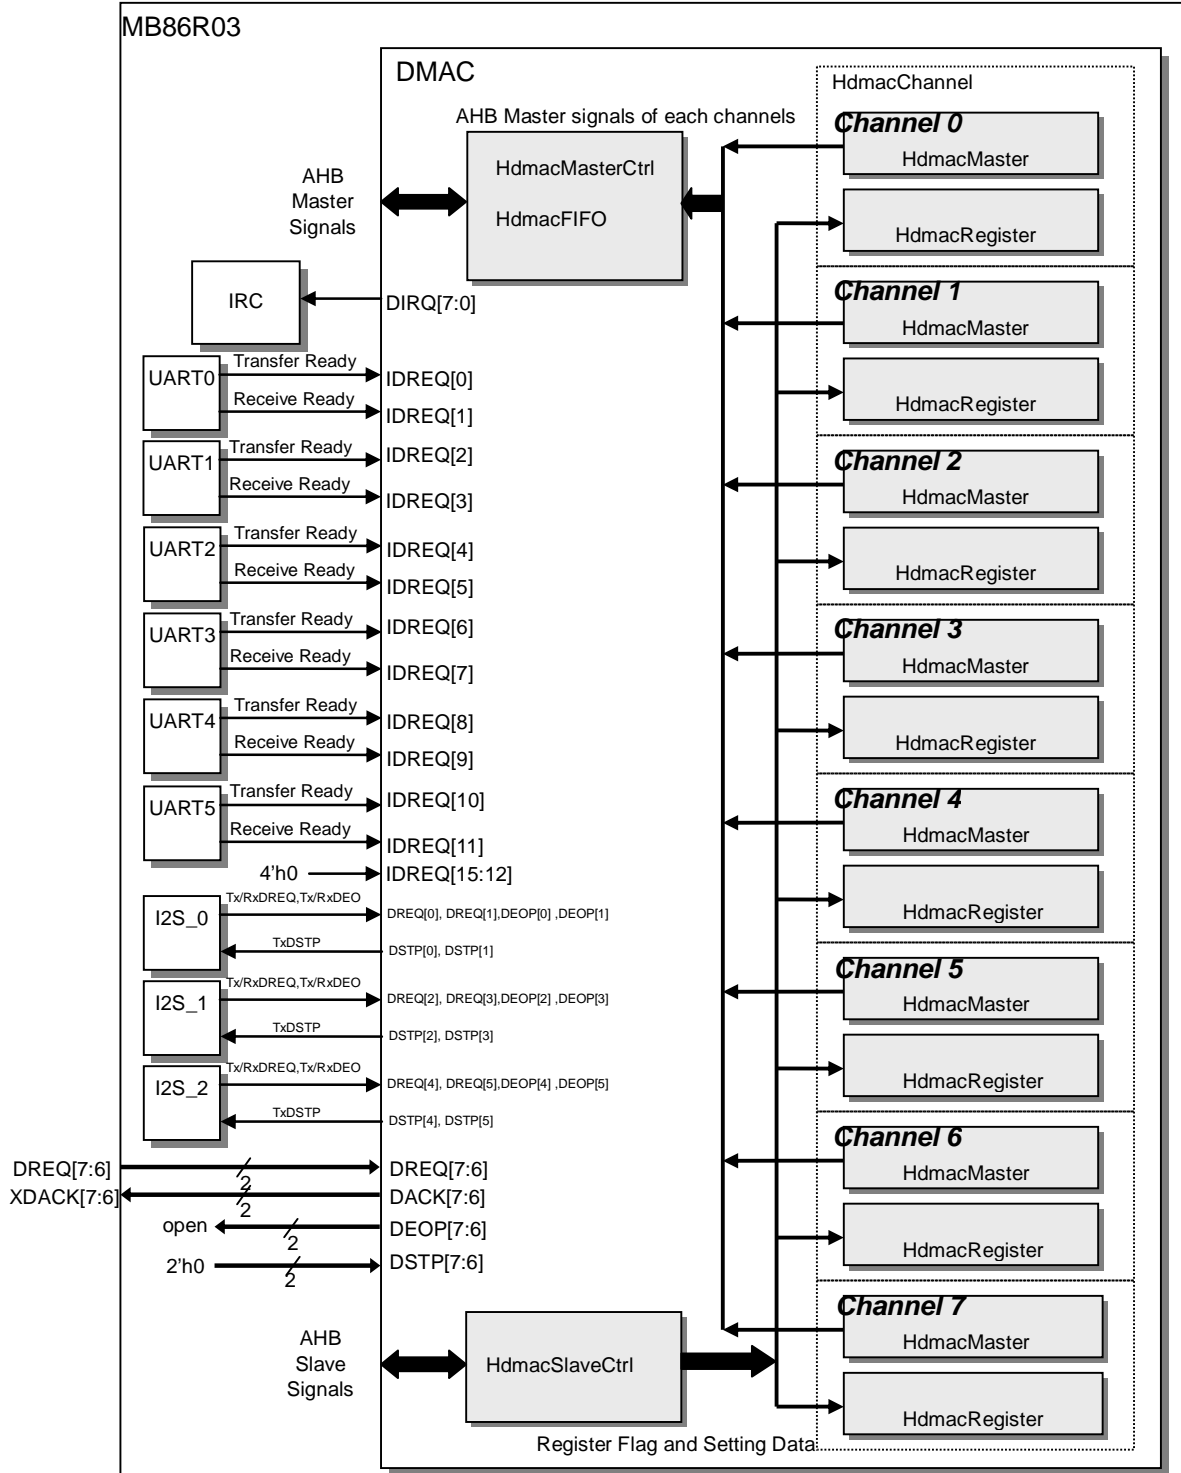 MB86R03
DMAC
HdmacChannel
AHB Master signals of each channels
Channel 0
HdmacMaster
HdmacRegister
HdmacMasterCtrl
HdmacFIFO
AHB
Master
Signals
IRC
DIRQ[7:0]
Channel 1
HdmacMaster
HdmacRegister
UART0
Transfer Ready
IDREQ[0]
Receive Ready
IDREQ[1]
UART1
Transfer Ready
IDREQ[2]
Receive Ready
IDREQ[3]
Channel 2
HdmacMaster
HdmacRegister
UART2
Transfer Ready
IDREQ[4]
Receive Ready
IDREQ[5]
UART3
Transfer Ready
IDREQ[6]
Receive Ready
IDREQ[7]
Channel 3
HdmacMaster
HdmacRegister
UART4
Transfer Ready
IDREQ[8]
Receive Ready
IDREQ[9]
UART5
Transfer Ready
IDREQ[10]
Receive Ready
IDREQ[11]
4'h0
IDREQ[15:12]
Channel 4
HdmacMaster
HdmacRegister
I2S_0
Tx/RxDREQ,Tx/RxDEO
DREQ[0], DREQ[1],DEOP[0] ,DEOP[1]
TxDSTP
DSTP[0], DSTP[1]
I2S_1
Tx/RxDREQ,Tx/RxDEO
DREQ[2], DREQ[3],DEOP[2] ,DEOP[3]
TxDSTP
DSTP[2], DSTP[3]
Channel 5
HdmacMaster
HdmacRegister
I2S_2
Tx/RxDREQ,Tx/RxDEO
DREQ[4], DREQ[5],DEOP[4] ,DEOP[5]
TxDSTP
DSTP[4], DSTP[5]
Channel 6
HdmacMaster
HdmacRegister
DREQ[7:6]
2
DREQ[7:6]
XDACK[7:6]
2
DACK[7:6]
open
2
DEOP[7:6]
2'h0
2
DSTP[7:6]
Channel 7
HdmacMaster
HdmacRegister
AHB
Slave
Signals
HdmacSlaveCtrl
Register Flag and Setting Data